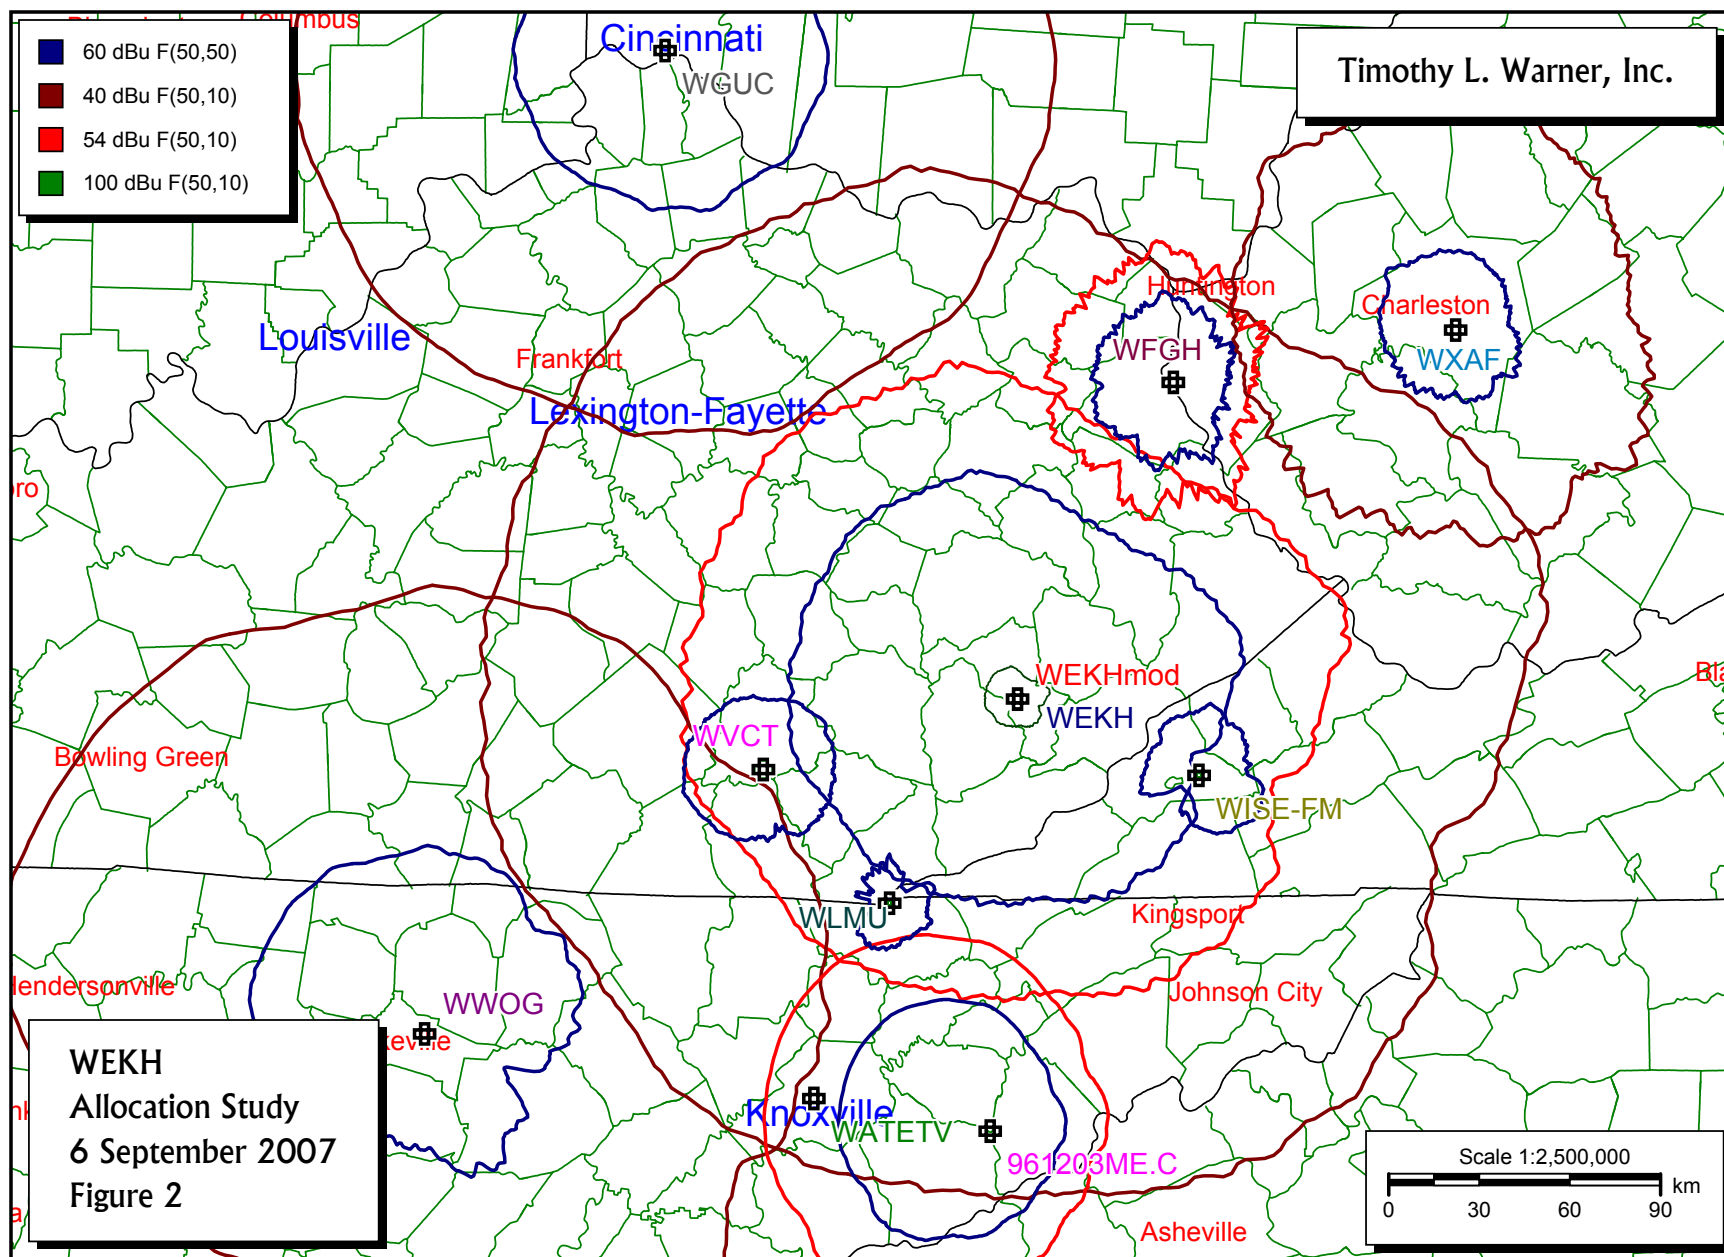 Columbus
60 dBu F(50,50)
40 dBu F(50,10)
54 dBu F(50,10)
100 dBu F(50,10)
Cincinnati
WGUC
Timothy L. Warner, Inc.
Huntington
Charleston
WXAF
WFGH
Louisville
Frankfort
Lexington-Fayette
WEKHmod
WEKH
WVCT
Bowling Green
WISE-FM
WLMU
Kingsport
Johnson City
endersonville
WWOG
keville
Knoxville
WATETV
961203ME.C
Asheville
WEKH
Allocation Study
6 September 2007
Figure 2
Scale 1:2,500,000
0 30 60 90 km